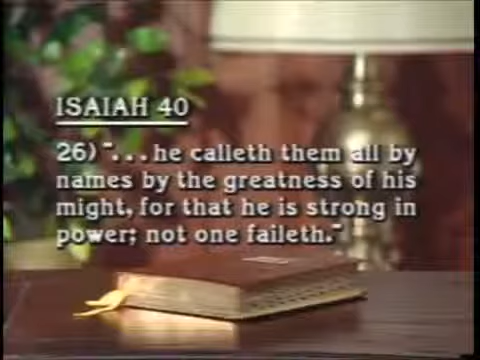 ISAIAH 40
26) "...he calleth them all by
names by the greatness of his
might, for that he is strong in
power; not one faileth."